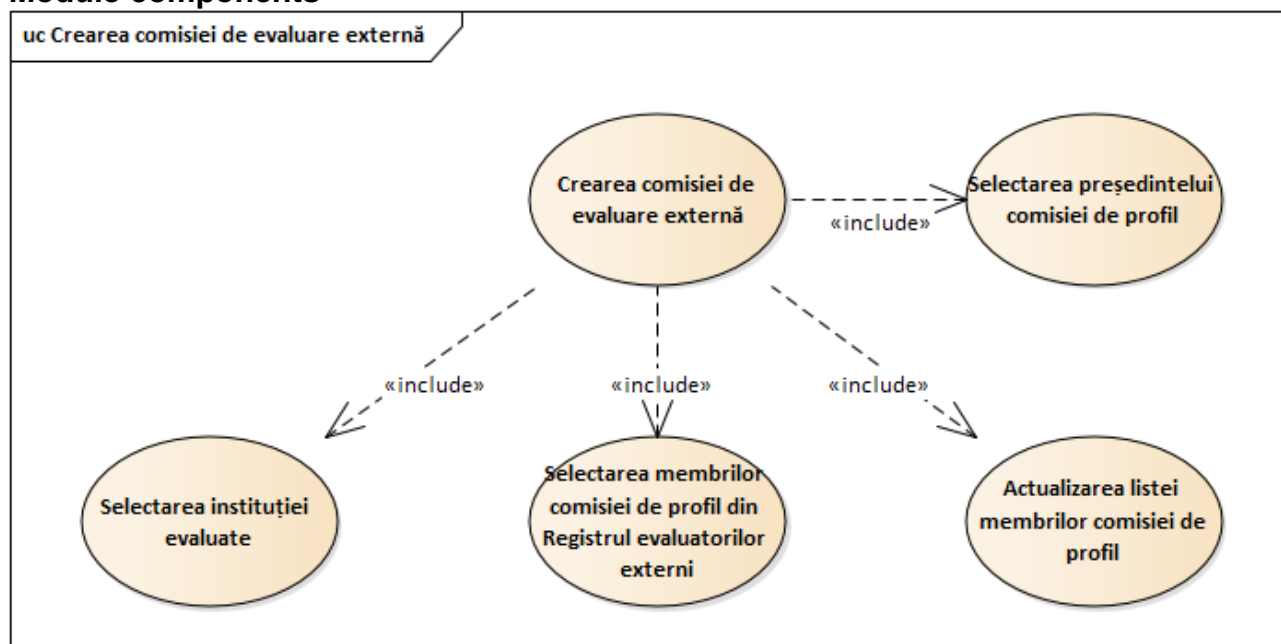 Module components
uc Crearea comisiei de evaluare externă
Crearea comisiei de
evaluare externă
«include»
Selectarea președintelui
comisiei de profil
«include»
«include»
«include»
Selectarea instituției
evaluate
Selectarea membrilor
comisiei de profil din
Registrul evaluatorilor
externi
Actualizarea listei
membrilor comisiei de
profil